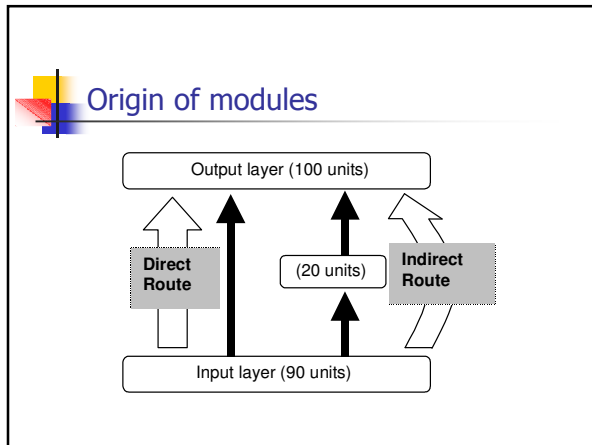 Origin of modules
Output layer (100 units)
Direct
Route
(20 units)
Indirect
Route
Input layer (90 units)